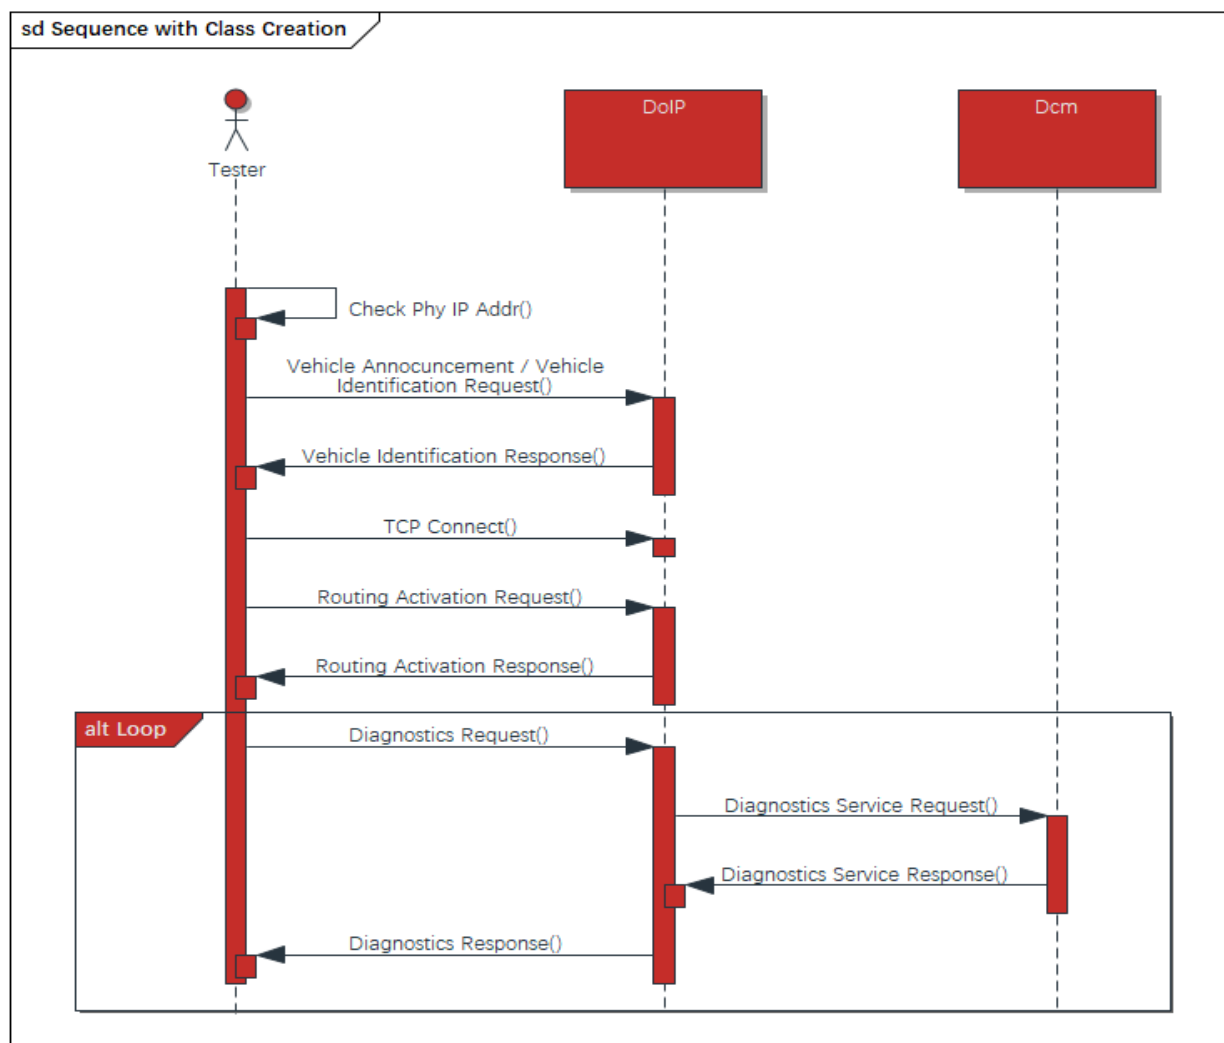 sd Sequence with Class Creation
DoIP
Dcm
Tester
Check Phy IP Addr()
Vehicle Annocuncement / Vehicle
Identification Request()
Vehicle Identification Response()
TCP Connect()
Routing Activation Request()
Routing Activation Response()
alt Loop
Diagnostics Request()
Diagnostics Service Request()
Diagnostics Service Response()
Diagnostics Response()